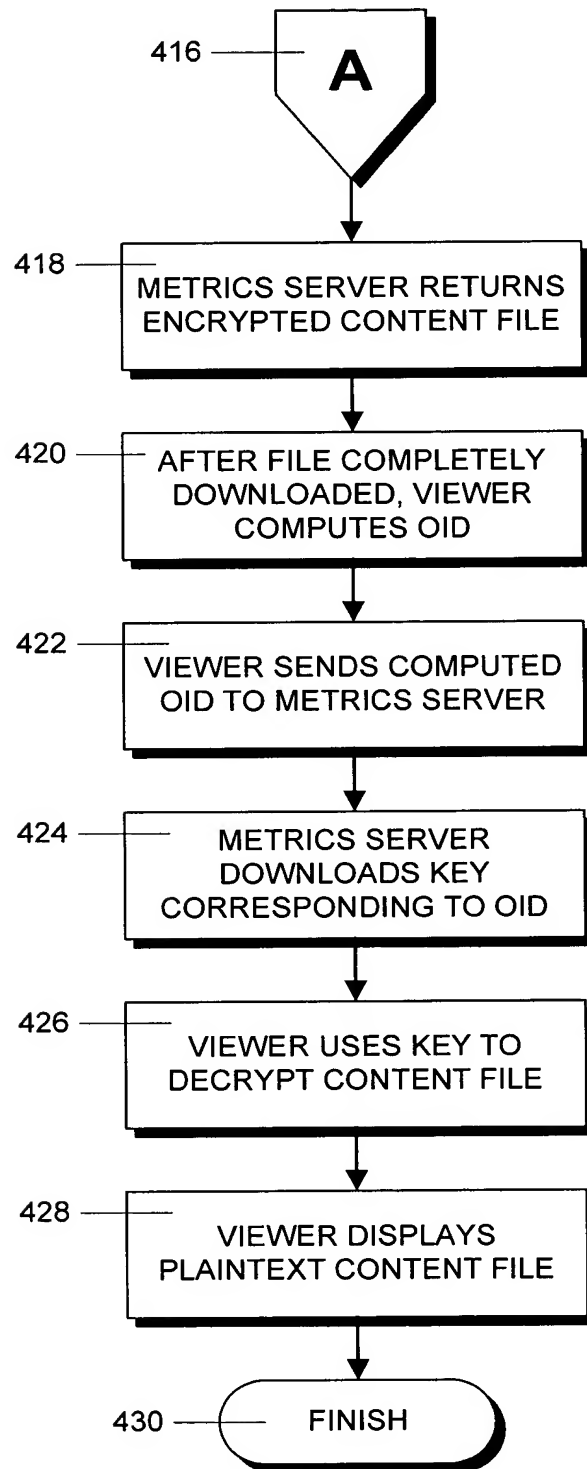 416
A
418
METRICS SERVER RETURNS
ENCRYPTED CONTENT FILE
420
AFTER FILE COMPLETELY
DOWNLOADED, VIEWER
COMPUTES OID
422
VIEWER SENDS COMPUTED
OID TO METRICS SERVER
424
METRICS SERVER
DOWNLOADS KEY
CORRESPONDING TO OID
426
VIEWER USES KEY TO
DECRYPT CONTENT FILE
428
VIEWER DISPLAYS
PLAINTEXT CONTENT FILE
430
FINISH